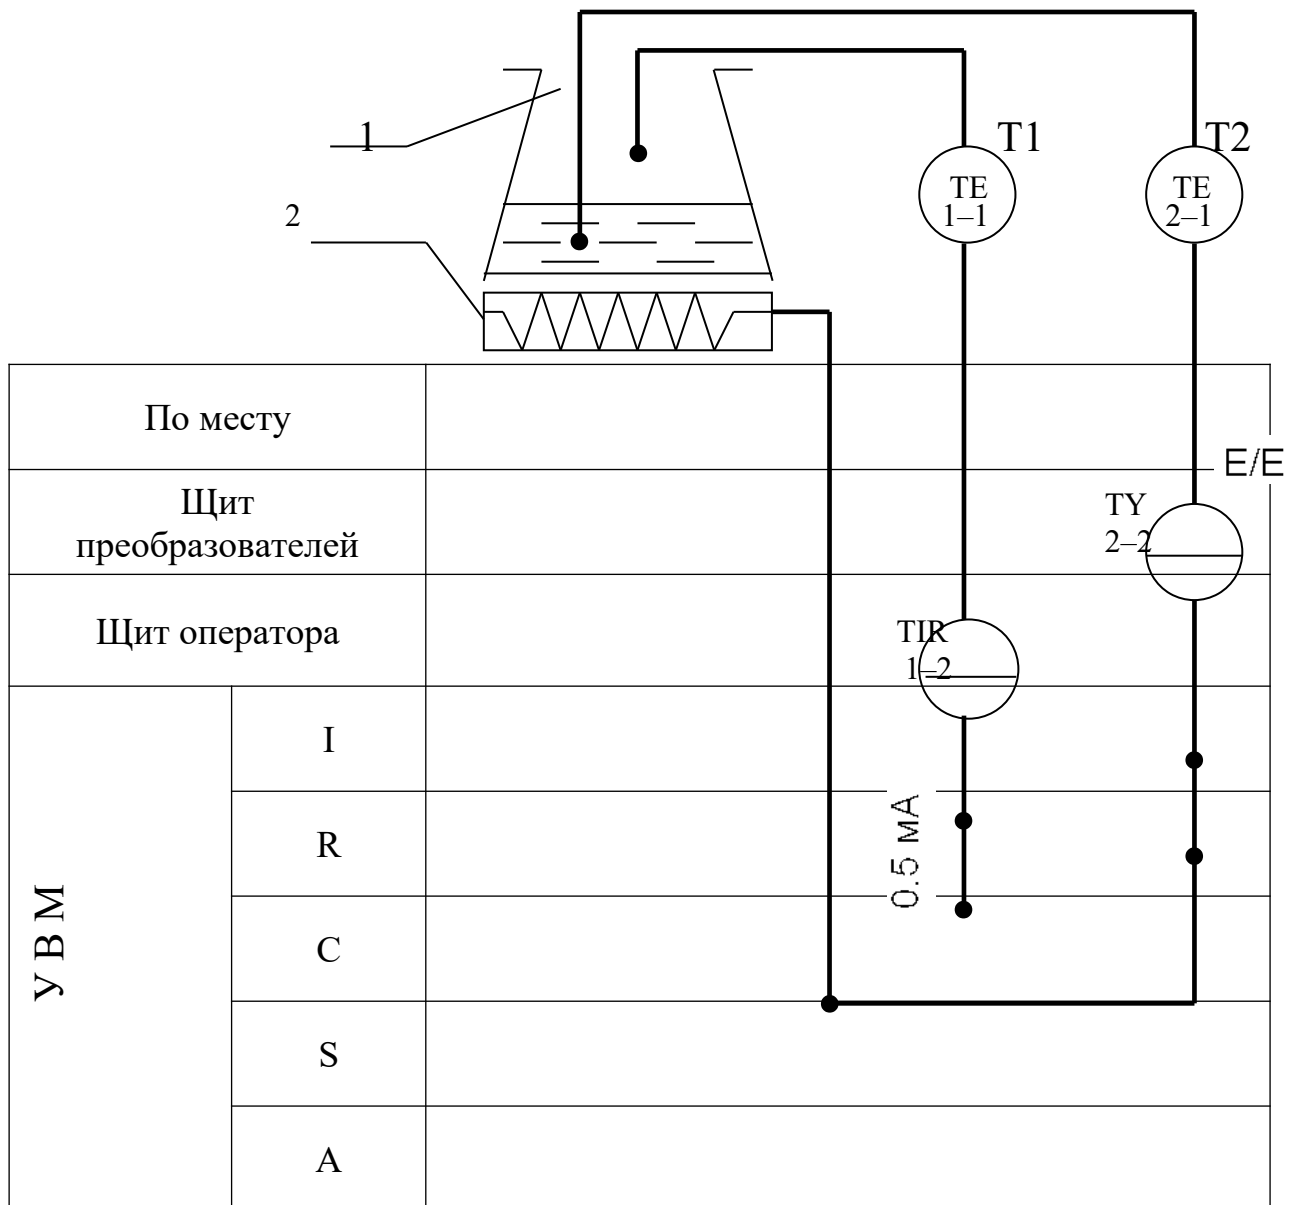 1
2
T1
T2
TE
1–1
TE
2–1
По месту
E/E
Щит
преобразователей
TY
2–2
Щит оператора
TIR
1–2
У В М
I
R
0.5 мА
C
S
A